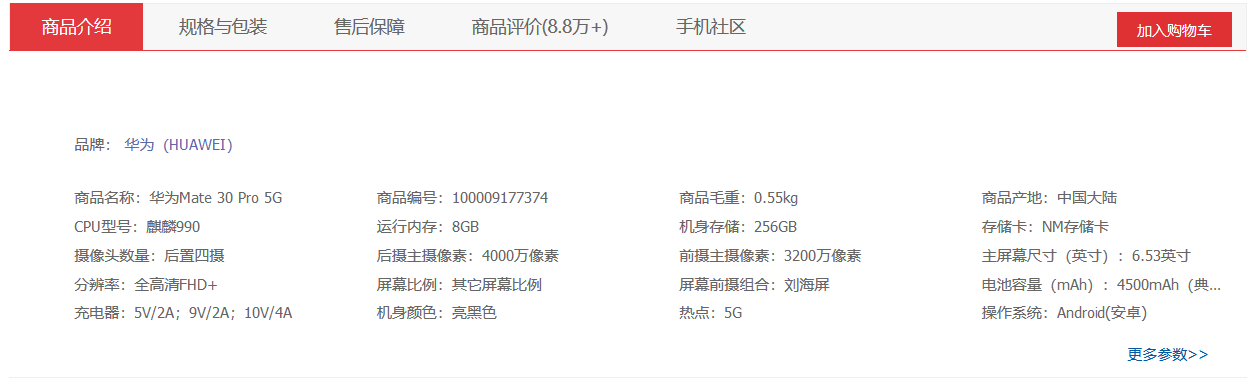 商品介绍 规格与包装 售后保障 商品评价(8.8万+) 手机社区 加入购物车
品牌： 华为（HUAWEI）
商品名称：华为Mate 30 Pro 5G 商品编号：100009177374 商品毛重：0.55kg 商品产地：中国大陆
CPU型号：麒麟990 运行内存：8GB 机身存储：256GB 存储卡：NM存储卡
摄像头数量：后置四摄 后摄主摄像素：4000万像素 前摄主摄像素：3200万像素 主屏幕尺寸（英寸）：6.53英寸
分辨率：全高清FHD+ 屏幕比例：其它屏幕比例 屏幕前摄组合：刘海屏 电池容量（mAh）：4500mAh（典...
充电器：5V/2A；9V/2A；10V/4A 机身颜色：亮黑色 热点：5G 操作系统：Android(安卓)
更多参数>>